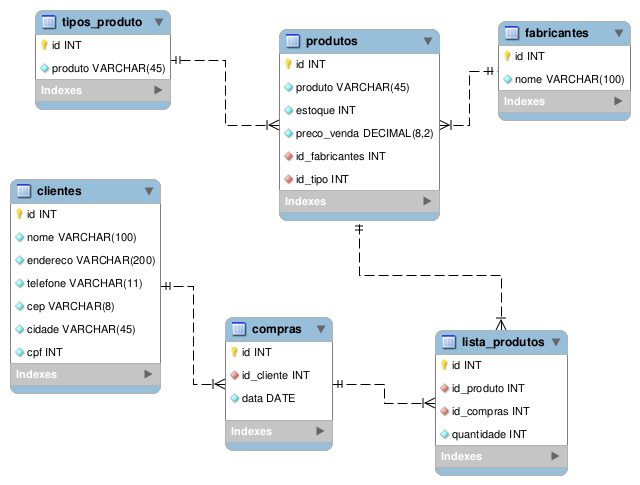 tipos_produto
id INT
produto VARCHAR(45)
Indexes
produtos
id INT
produto VARCHAR(45)
estoque INT
preco_venda DECIMAL(8,2)
id_fabricantes INT
id_tipo INT
Indexes
fabricantes
id INT
nome VARCHAR(100)
Indexes
clientes
id INT
nome VARCHAR(100)
endereco VARCHAR(200)
telefone VARCHAR(11)
cep VARCHAR(8)
cidade VARCHAR(45)
cpf INT
Indexes
compras
id INT
id_cliente INT
data DATE
Indexes
lista_produtos
id INT
id_produto INT
id_compras INT
quantidade INT
Indexes